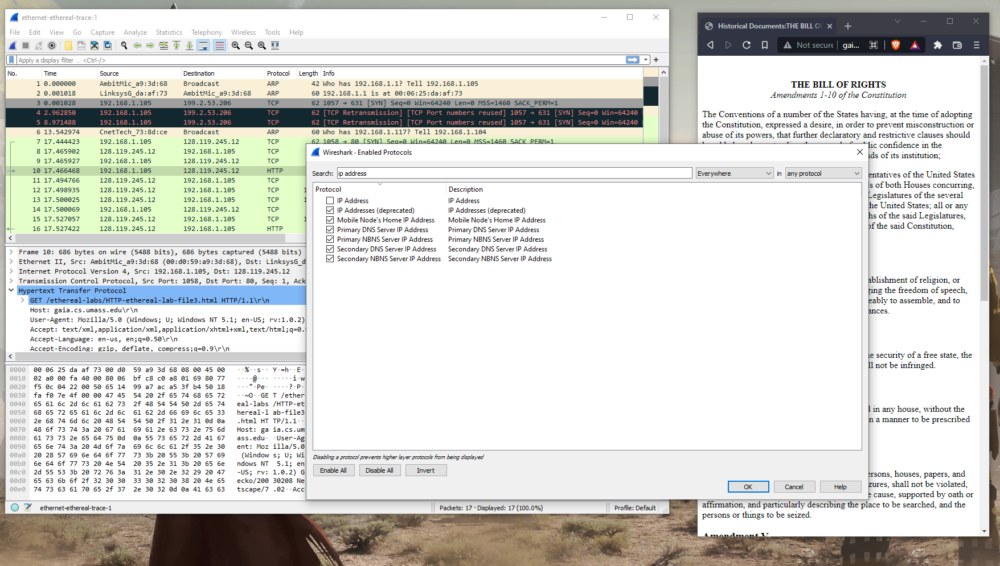 ethernet-ethereal-trace-1
File Edit View Go Capture Analyze Statistics Telephony Wireless Tools Help
Apply a display filter ... <Ctrl-/>
No. Time Source Destination Protocol Length Info
1 0.000000 AmbitMic_a9:3d:68 Broadcast ARP 42 Who has 192.168.1.1? Tell 192.168.1.105
2 0.001018 LinksysG_da:af:73 AmbitMic_a9:3d:68 ARP 60 192.168.1.1 is at 00:06:25:da:af:73
3 0.001028 192.168.1.105 199.2.53.206 TCP 62 1057 → 631 [SYN] Seq=0 Win=64240 Len=0 MSS=1460 SACK_PERM=1
4 2.962850 192.168.1.105 199.2.53.206 TCP 62 [TCP Retransmission] [TCP Port numbers reused] 1057 → 631 [SYN] Seq=0 Win=64240
5 8.971488 192.168.1.105 199.2.53.206 TCP 62 [TCP Retransmission] [TCP Port numbers reused] 1057 → 631 [SYN] Seq=0 Win=64240
6 13.542974 CnetTech_73:8d:ce Broadcast ARP 60 Who has 192.168.1.117? Tell 192.168.1.104
7 17.444423 192.168.1.105 128.119.245.12 TCP 62 1058 → 80 [SYN] Seq=0 Win=64240 Len=0 MSS=1460 SACK_PERM=1
8 17.465902 128.119.245.12 192.168.1.105 TCP
9 17.465927 192.168.1.105 128.119.245.12 TCP
10 17.466468 192.168.1.105 128.119.245.12 HTTP
11 17.494766 128.119.245.12 192.168.1.105 TCP
12 17.498935 128.119.245.12 192.168.1.105 TCP 1
13 17.500025 128.119.245.12 192.168.1.105 TCP 1
14 17.500069 192.168.1.105 128.119.245.12 TCP
15 17.527057 128.119.245.12 192.168.1.105 TCP 1
16 17.527422 128.119.245.12 192.168.1.105 HTTP
Frame 10: 686 bytes on wire (5488 bits), 686 bytes captured (5488 bits)
Ethernet II, Src: AmbitMic_a9:3d:68 (00:d0:59:a9:3d:68), Dst: LinksysG_d
Internet Protocol Version 4, Src: 192.168.1.105, Dst: 128.119.245.12
Transmission Control Protocol, Src Port: 1058, Dst Port: 80, Seq: 1, Ack
Hypertext Transfer Protocol
GET /ethereal-labs/HTTP-ethereal-lab-file3.html HTTP/1.1\r\n
Host: gaia.cs.umass.edu\r\n
User-Agent: Mozilla/5.0 (Windows; U; Windows NT 5.1; en-US; rv:1.0.2)
Accept: text/xml,application/xml,application/xhtml+xml,text/html;q=0.9
Accept-Language: en-us, en;q=0.50\r\n
Accept-Encoding: gzip, deflate, compress;q=0.9\r\n
0000 00 06 25 da af 73 00 d0 59 a9 3d 68 08 00 45 00 ··%··s·· Y·=h··E·
0010 02 a0 00 fa 40 00 80 06 bf c8 c0 a8 01 69 80 77 ····@··· ·····i·w
0020 f5 0c 04 22 00 50 65 14 99 a7 ac a5 3f b4 50 18 ···"·Pe· ····?·P·
0030 fa f0 7e 4f 00 00 47 45 54 20 2f 65 74 68 65 72 ··~O··GE T /ether
0040 65 61 6c 2d 6c 61 62 73 2f 48 54 54 50 2d 65 74 eal-labs /HTTP-et
0050 68 65 72 65 61 6c 2d 6c 61 62 2d 66 69 6c 65 33 hereal-l ab-file3
0060 2e 68 74 6d 6c 20 48 54 54 50 2f 31 2e 31 0d 0a .html HT TP/1.1··
0070 48 6f 73 74 3a 20 67 61 69 61 2e 63 73 2e 75 6d Host: ga ia.cs.um
0080 61 73 73 2e 65 64 75 0d 0a 55 73 65 72 2d 41 67 ass.edu· ·User-Ag
0090 65 6e 74 3a 20 4d 6f 7a 69 6c 6c 61 2f 35 2e 30 ent: Moz illa/5.0
00a0 20 28 57 69 6e 64 6f 77 73 3b 20 55 3b 20 57 69 (Window s; U; Wi
00b0 6e 64 6f 77 73 20 4e 54 20 35 2e 31 3b 20 65 6e ndows NT 5.1; en
00c0 2d 55 53 3b 20 72 76 3a 31 2e 30 2e 32 29 20 47 -US; rv: 1.0.2) G
00d0 65 63 6b 6f 2f 32 30 30 33 30 32 30 38 20 4e 65 ecko/200 30208 Ne
00e0 74 73 63 61 70 65 2f 37 2e 30 32 0d 0a 41 63 63 tscape/7 .02··Acc
ethernet-ethereal-trace-1 Packets: 17 · Displayed: 17 (100.0%) Profile: Default
Wireshark · Enabled Protocols
Search: ip address Everywhere in any protocol
Protocol Description
IP Address IP Address
IP Addresses (deprecated) IP Addresses (deprecated)
Mobile Node's Home IP Address Mobile Node's Home IP Address
Primary DNS Server IP Address Primary DNS Server IP Address
Primary NBNS Server IP Address Primary NBNS Server IP Address
Secondary DNS Server IP Address Secondary DNS Server IP Address
Secondary NBNS Server IP Address Secondary NBNS Server IP Address
Disabling a protocol prevents higher layer protocols from being displayed
Enable All Disable All Invert
OK Cancel Help
Historical Documents:THE BILL O
Not secure gai...
THE BILL OF RIGHTS
Amendments 1-10 of the Constitution
The Conventions of a number of the States having, at the time of adopting
the Constitution, expressed a desire, in order to prevent misconstruction or
abuse of its powers, that further declaratory and restrictive clauses should
lic confidence in the
nds of its institution;
entatives of the United States
s of both Houses concurring,
Legislatures of the several
the United States; all or any
hs of the said Legislatures,
of the said Constitution,
ablishment of religion, or
ging the freedom of speech,
eably to assemble, and to
ances.
e security of a free state, the
ll not be infringed.
d in any house, without the
n a manner to be prescribed
ersons, houses, papers, and
zures, shall not be violated,
e cause, supported by oath or
affirmation, and particularly describing the place to be searched, and the
persons or things to be seized.
Amendment V